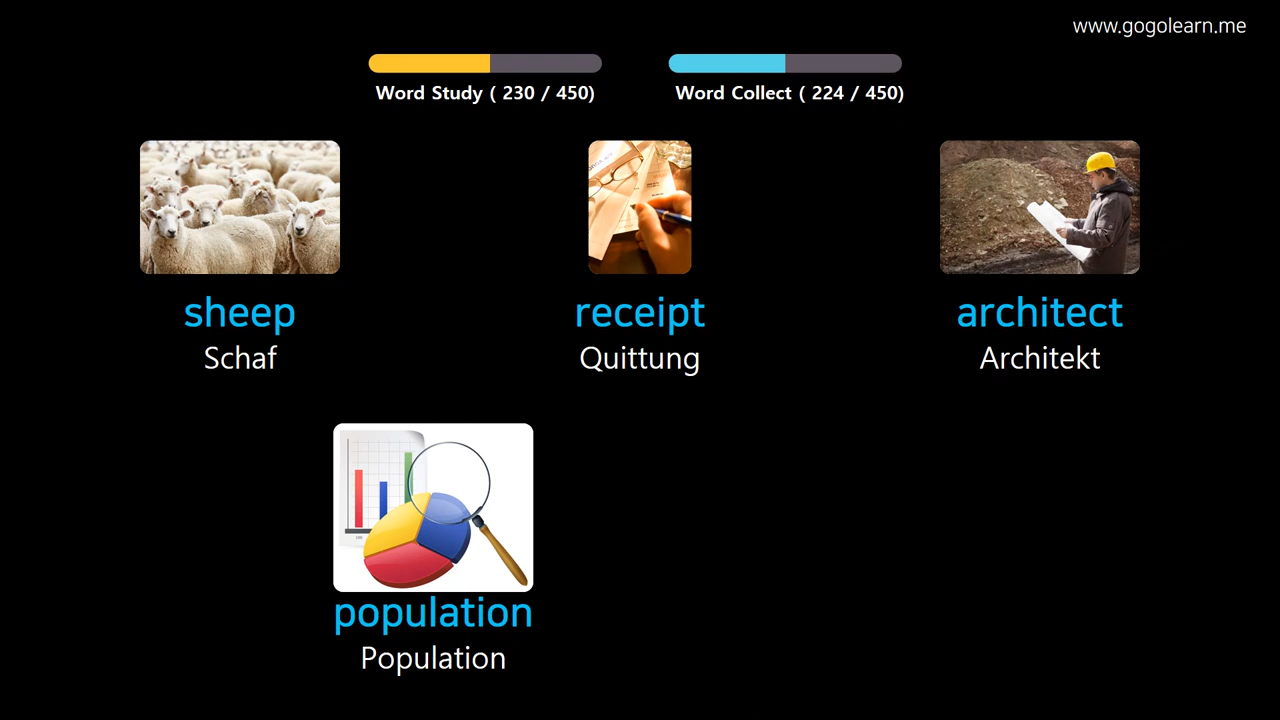 www.gogolearn.me
Word Study ( 230 / 450)
Word Collect ( 224 / 450)
sheep
Schaf
receipt
Quittung
architect
Architekt
population
Population